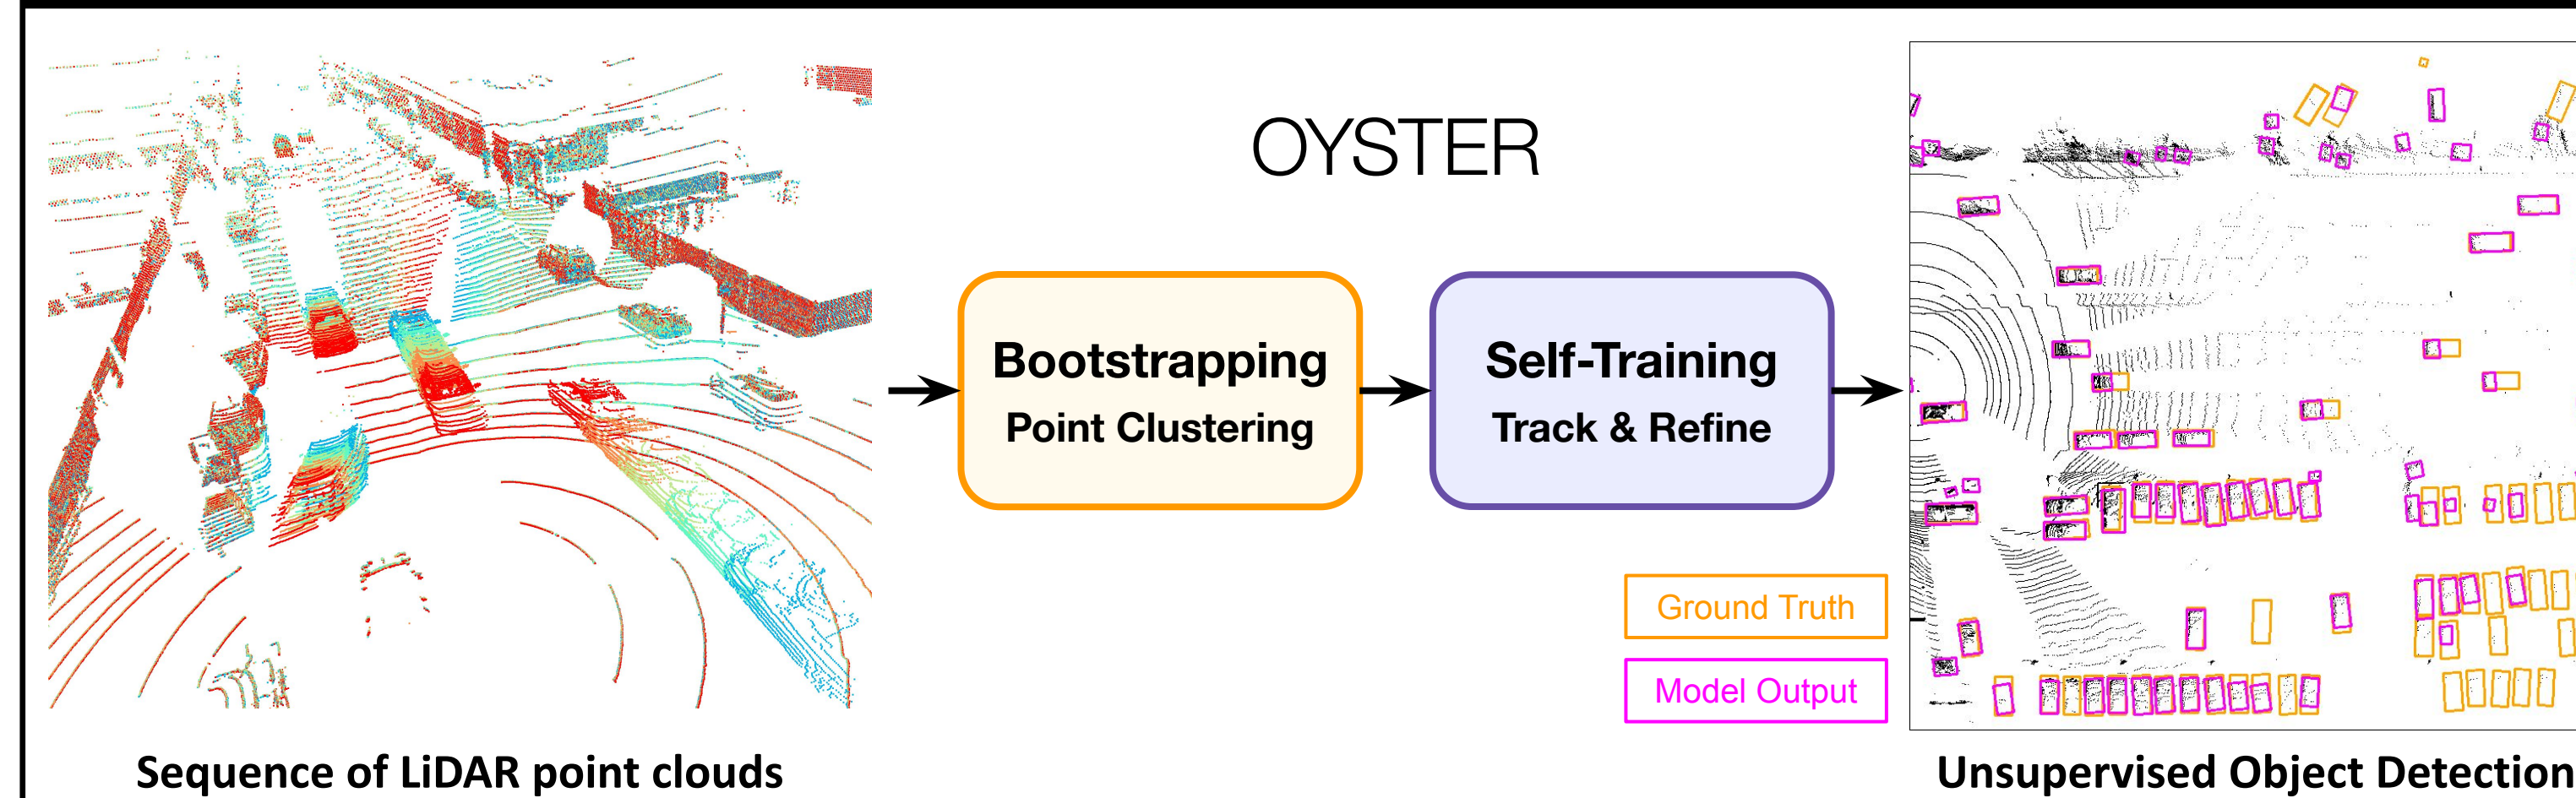 OYSTER
Bootstrapping
Point Clustering
Self-Training
Track & Refine
Ground Truth
Model Output
Sequence of LiDAR point clouds
Unsupervised Object Detection